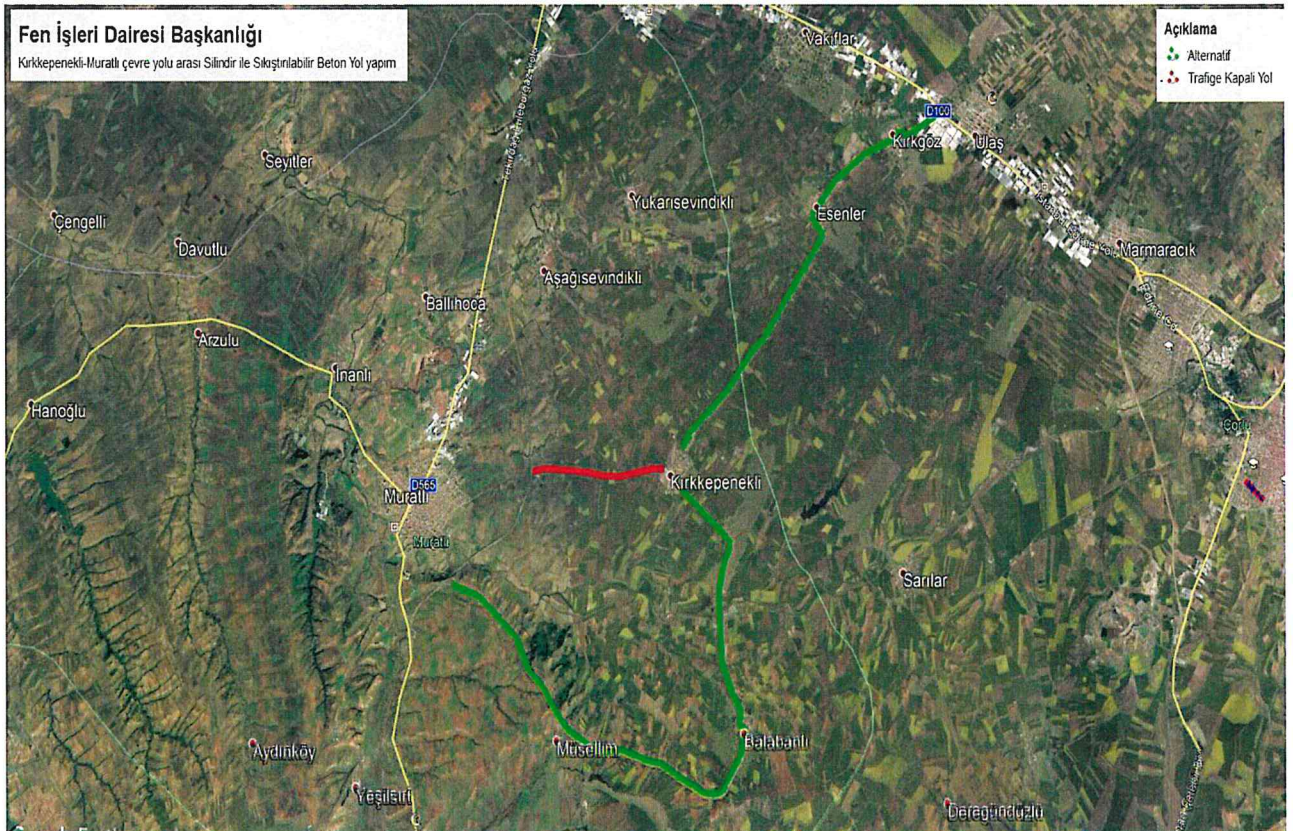 Fen İşleri Dairesi Başkanlığı
Kırkkepenekli-Muratlı çevre yolu arası Silindir ile Sıkıştırılabilir Beton Yol yapım
Açıklama
Alternatif
Trafige Kapali Yol
Vakıflar
D100
Kırkgöz
Ulaş
Seyitler
Yukarısevindikli
Esenler
Çengelli
Davutlu
Marmaracık
Aşağısevindikli
Ballıhoca
Arzulu
İnanlı
Hanoğlu
Çorlu
Kırkkepenekli
D565
Muratlı
Muratlı
Sarılar
Balabanlı
Müsellim
Aydınköy
Yeşilsırt
Deregündüzlü